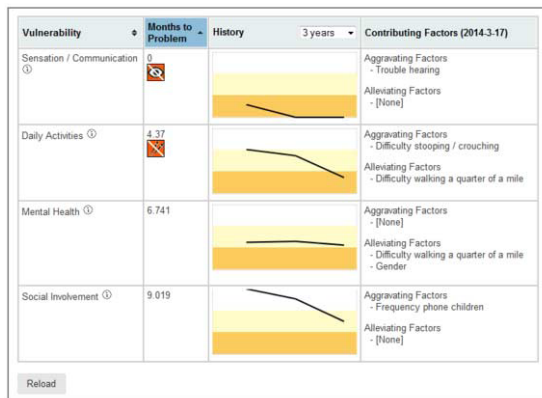 Vulnerability
Months to Problem
History
3 years
Contributing Factors (2014-3-17)
Sensation / Communication
0
Aggravating Factors
- Trouble hearing
Alleviating Factors
- [None]
Daily Activities
4.37
Aggravating Factors
- Difficulty stooping / crouching
Alleviating Factors
- Difficulty walking a quarter of a mile
Mental Health
6.741
Aggravating Factors
- [None]
Alleviating Factors
- Difficulty walking a quarter of a mile
- Gender
Social Involvement
9.019
Aggravating Factors
- Frequency phone children
Alleviating Factors
- [None]
Reload